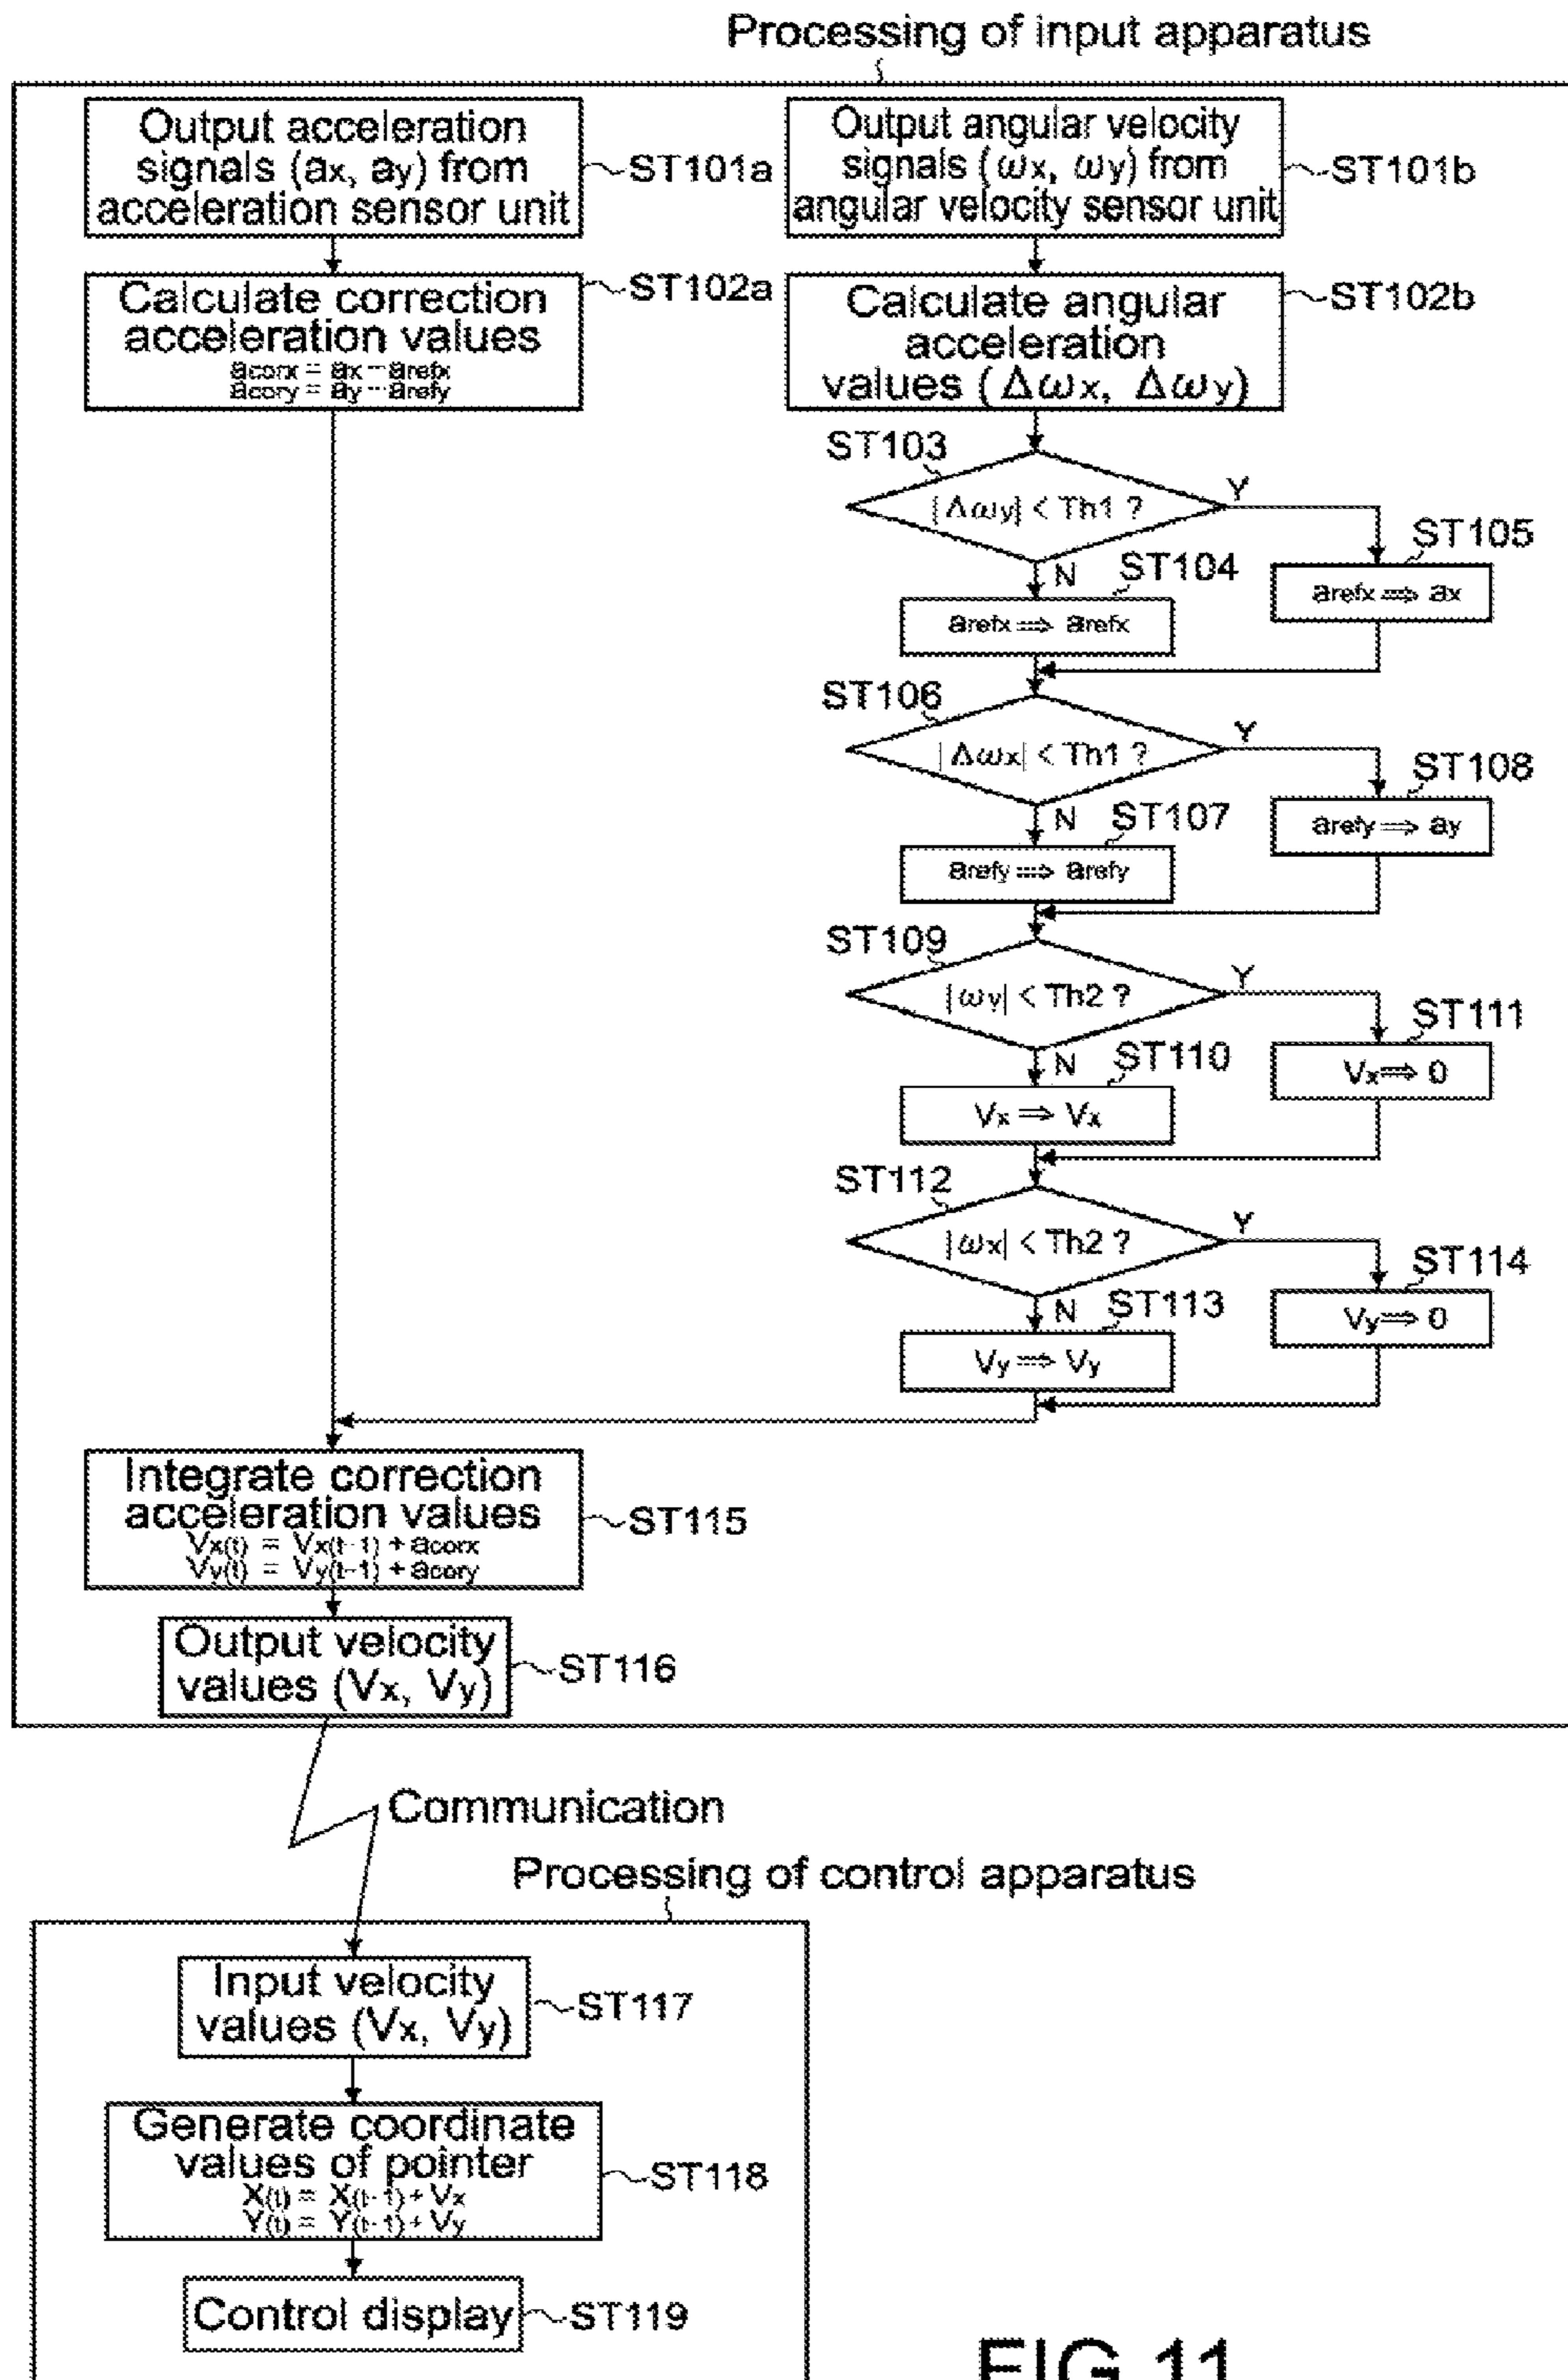 Processing of input apparatus
Output acceleration
signals (ax, ay) from
acceleration sensor unit
ST101a
Output angular velocity
signals (ωx, ωy) from
angular velocity sensor unit
ST101b
Calculate correction
acceleration values
acorx = ax - arefx
acory = ay - arefy
ST102a
Calculate angular
acceleration
values (Δωx, Δωy)
ST102b
ST103
|Δωy| < Th1 ?
Y
N
ST104
arefx ⇒ arefx
ST105
arefx ⇒ ax
ST106
|Δωx| < Th1 ?
Y
N
ST107
arefy ⇒ arefy
ST108
arefy ⇒ ay
ST109
|ωy| < Th2 ?
Y
N
ST110
Vx ⇒ Vx
ST111
Vx ⇒ 0
ST112
|ωx| < Th2 ?
Y
N
ST113
Vy ⇒ Vy
ST114
Vy ⇒ 0
Integrate correction
acceleration values
Vx(t) = Vx(t-1) + acorx
Vy(t) = Vy(t-1) + acory
ST115
Output velocity
values (Vx, Vy)
ST116
Communication
Processing of control apparatus
Input velocity
values (Vx, Vy)
ST117
Generate coordinate
values of pointer
X(t) = X(t-1) + Vx
Y(t) = Y(t-1) + Vy
ST118
Control display
ST119
FIG.11